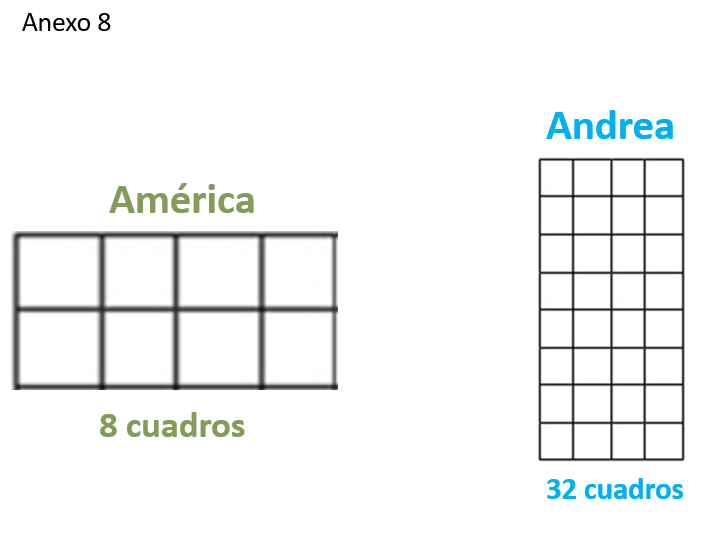 Anexo 8
América
8 cuadros
Andrea
32 cuadros